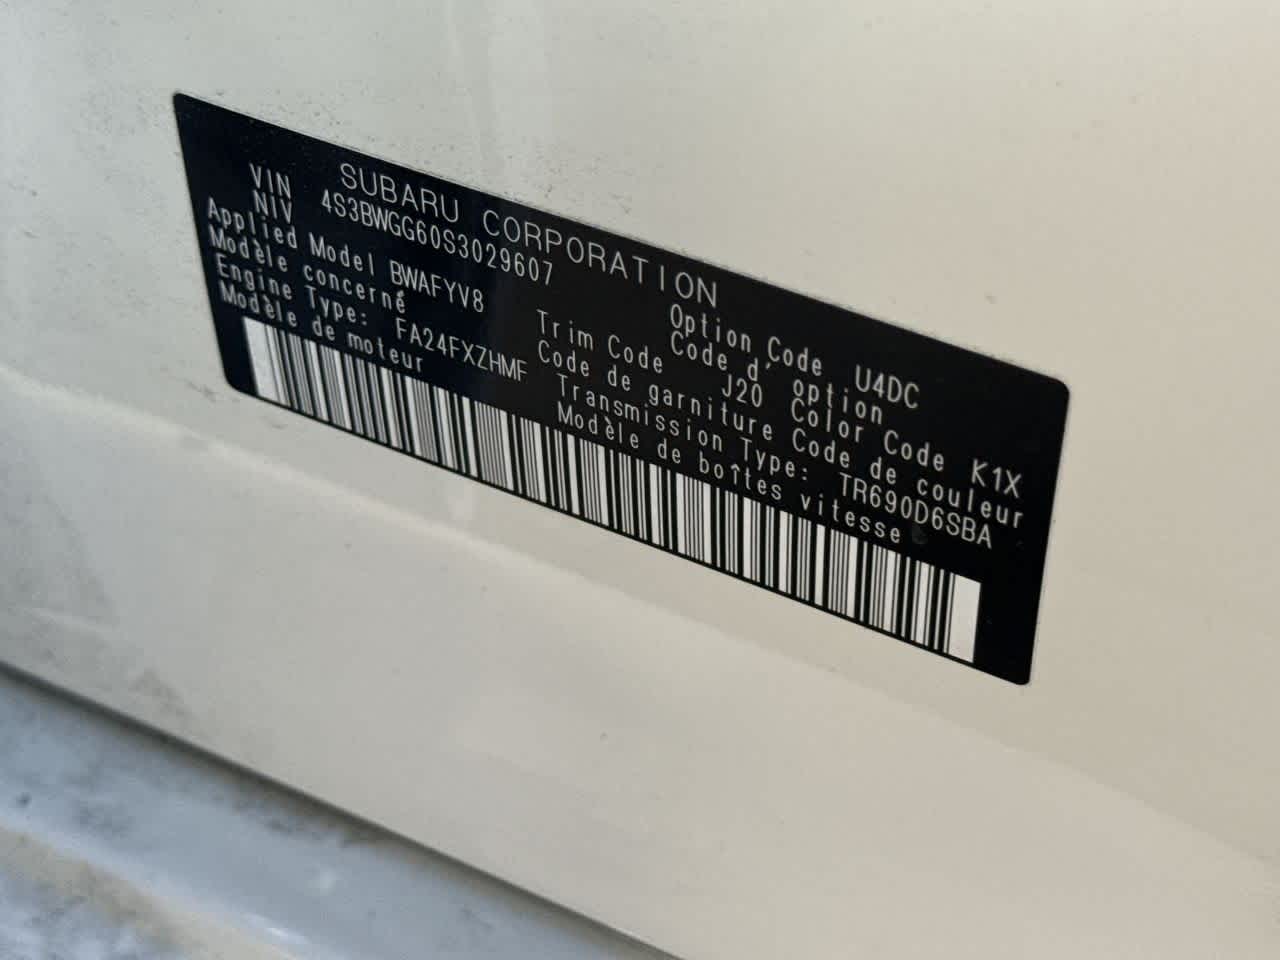 SUBARU CORPORATION
VIN 4S3BWGG60S3029607
NIV
Applied Model BWAFYV8 Option Code U4DC
Modèle concerné Code d'option
Trim Code J20 Color Code K1X
Code de garniture Code de couleur
Engine Type: FA24FXZHMF Transmission Type: TR690D6SBA
Modèle de moteur Modèle de boîtes vitesse